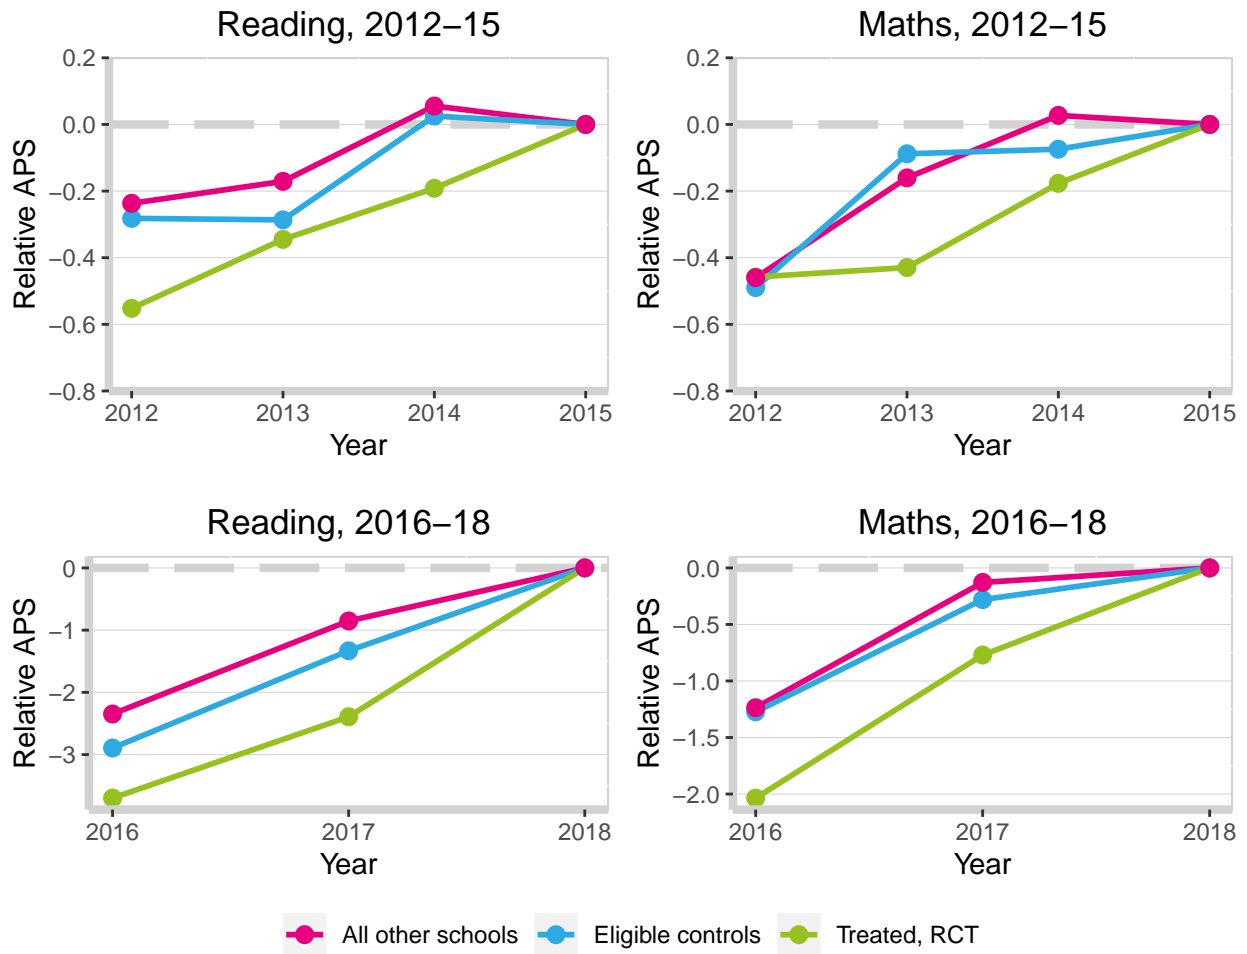 Reading, 2012–15
Maths, 2012–15
0.2
0.0
−0.2
−0.4
−0.6
−0.8
Relative APS
2012 2013 2014 2015
Year
0.2
0.0
−0.2
−0.4
−0.6
−0.8
Relative APS
2012 2013 2014 2015
Year
Reading, 2016–18
Maths, 2016–18
0
−1
−2
−3
Relative APS
2016 2017 2018
Year
0.0
−0.5
−1.0
−1.5
−2.0
Relative APS
2016 2017 2018
Year
All other schools Eligible controls Treated, RCT